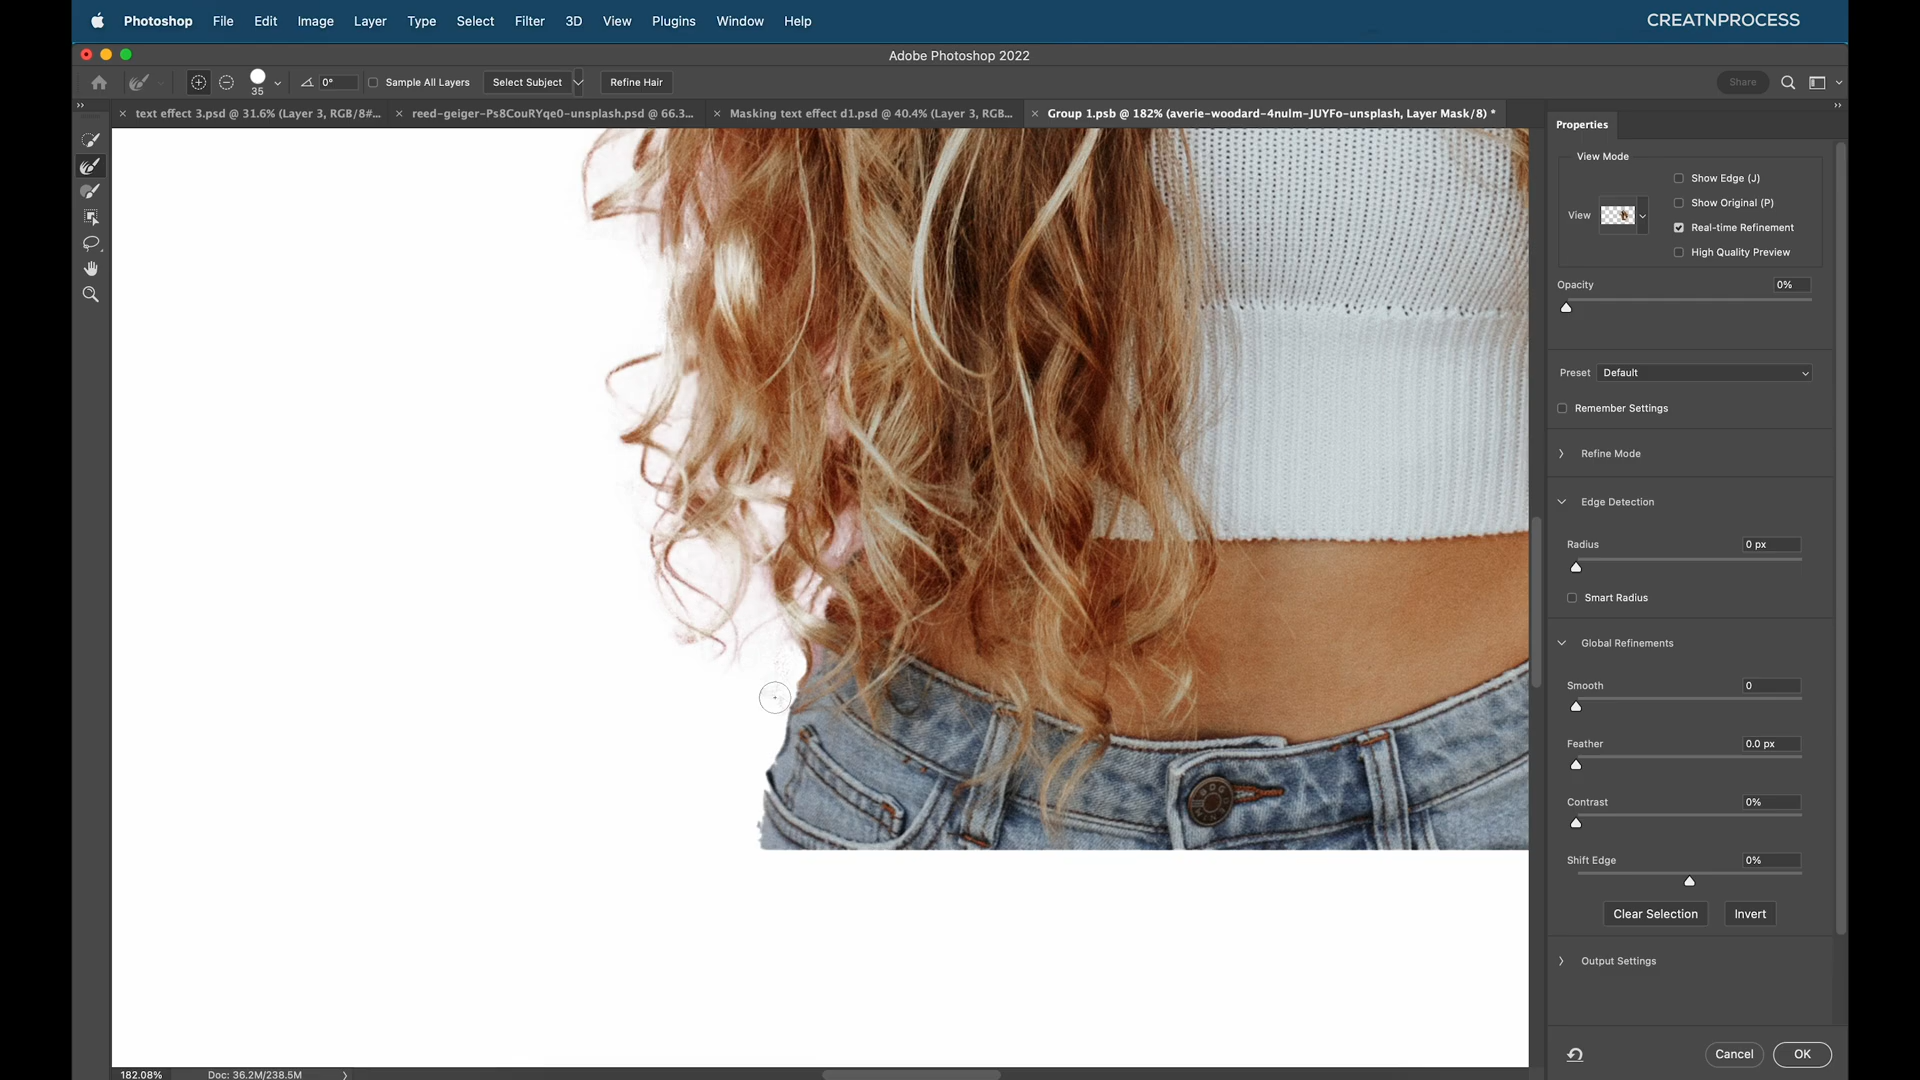 Photoshop File Edit Image Layer Type Select Filter 3D View Plugins Window Help CREATNPROCESS
Adobe Photoshop 2022
35 0° Sample All Layers Select Subject Refine Hair Share
text effect 3.psd @ 31.6% (Layer 3, RGB/8#... reed-geiger-Ps8CouRYqe0-unsplash.psd @ 66.3... Masking text effect d1.psd @ 40.4% (Layer 3, RGB... Group 1.psb @ 182% (averie-woodard-4nulm-JUYFo-unsplash, Layer Mask/8) *
Properties
View Mode
Show Edge (J)
View
Show Original (P)
Real-time Refinement
High Quality Preview
Opacity 0%
Preset Default
Remember Settings
Refine Mode
Edge Detection
Radius 0 px
Smart Radius
Global Refinements
Smooth 0
Feather 0.0 px
Contrast 0%
Shift Edge 0%
Clear Selection Invert
Output Settings
Cancel OK
182.08% Doc: 36.2M/238.5M